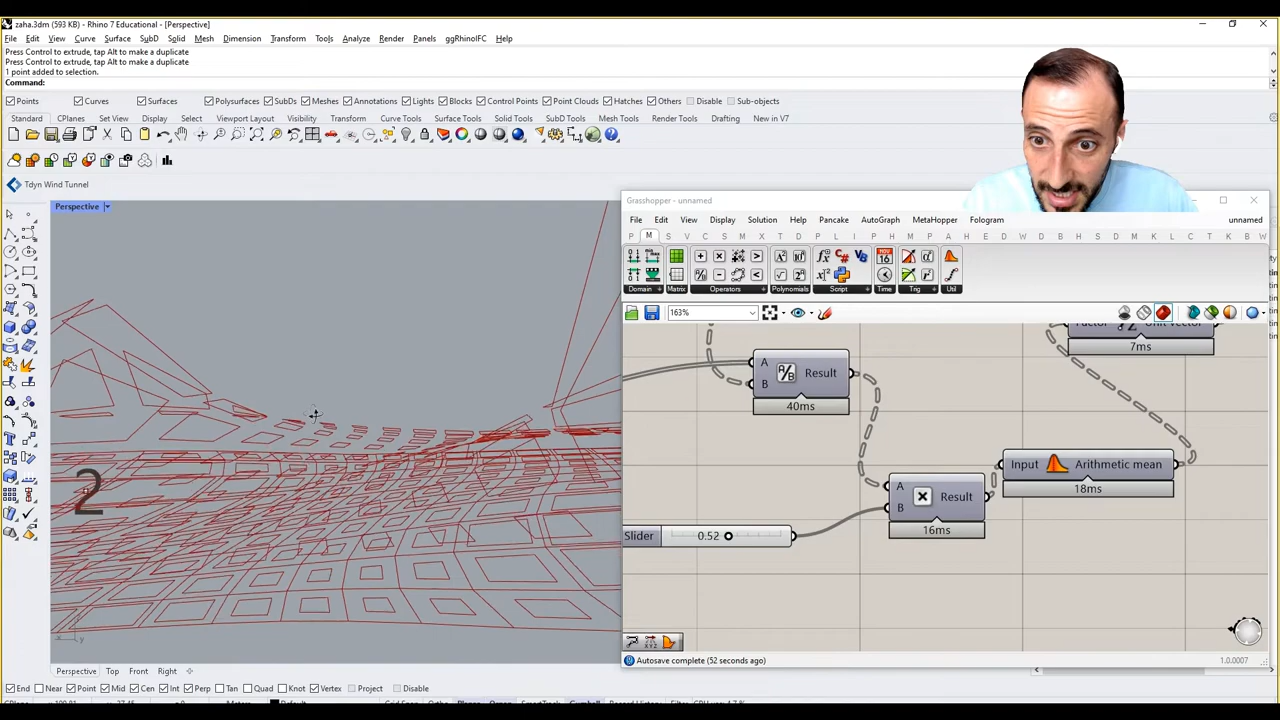 zaha.3dm (593 KB) - Rhino 7 Educational - [Perspective]
File Edit View Curve Surface SubD Solid Mesh Dimension Transform Tools Analyze Render Panels ggRhinoIFC Help
Press Control to extrude, tap Alt to make a duplicate
Press Control to extrude, tap Alt to make a duplicate
1 point added to selection.
Command:
Points Curves Surfaces Polysurfaces SubDs Meshes Annotations Lights Blocks Control Points Point Clouds Hatches Others Disable Sub-objects
Standard CPlanes Set View Display Select Viewport Layout Visibility Transform Curve Tools Surface Tools Solid Tools SubD Tools Mesh Tools Render Tools Drafting New in V7
Tdyn Wind Tunnel
Perspective
Grasshopper - unnamed
File Edit View Display Solution Help Pancake AutoGraph MetaHopper Fologram unnamed
P M V C S S M X T D W A B F K L U P H M P S A N E D B F K L T C R B W
Domain Matrix Operators Polynomials Script Time Trig Util
163%
A
B
A/B
Result
40ms
Factor Unit vector
7ms
A
B
Result
16ms
Input Arithmetic mean
18ms
Slider 0.52
2
Autosave complete (52 seconds ago)
1.0.0007
Perspective Top Front Right
End Near Point Mid Cen Int Perp Tan Quad Knot Vertex Project Disable